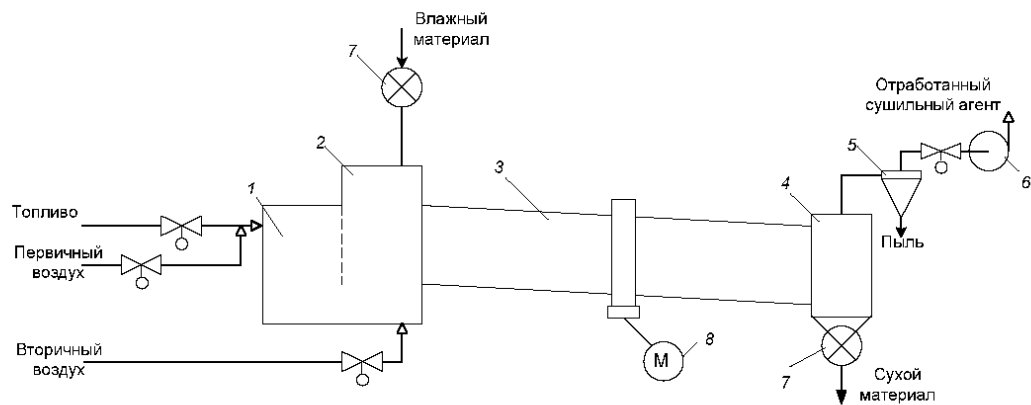 Влажный
материал
7
Отработанный
сушильный агент
2
5
6
1
3
4
Топливо
Первичный
воздух
Пыль
Вторичный
воздух
М
8
7
Сухой
материал